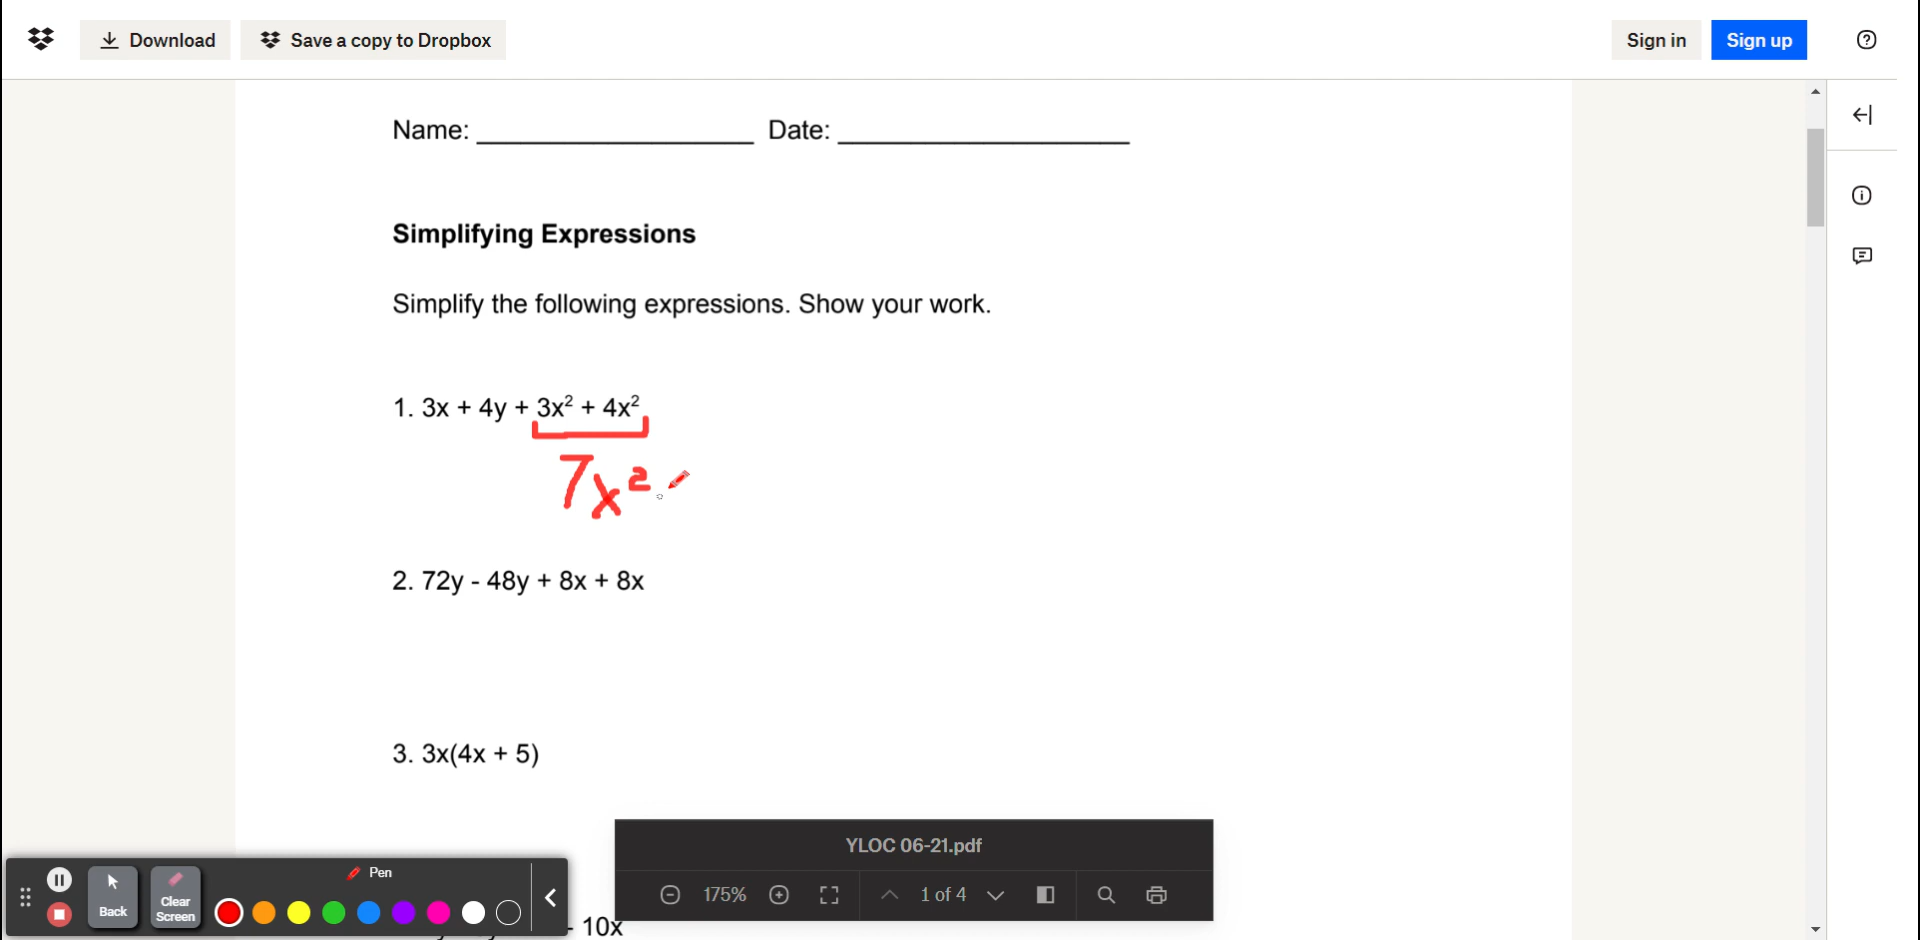 Download Save a copy to Dropbox Sign in Sign up
Name: ____________________ Date: _____________________
Simplifying Expressions
Simplify the following expressions. Show your work.
1. 3x + 4y + 3x² + 4x²
7x²
2. 72y - 48y + 8x + 8x
3. 3x(4x + 5)
YLOC 06-21.pdf
175% 1 of 4
Pen
Back
Clear
Screen
- 10x